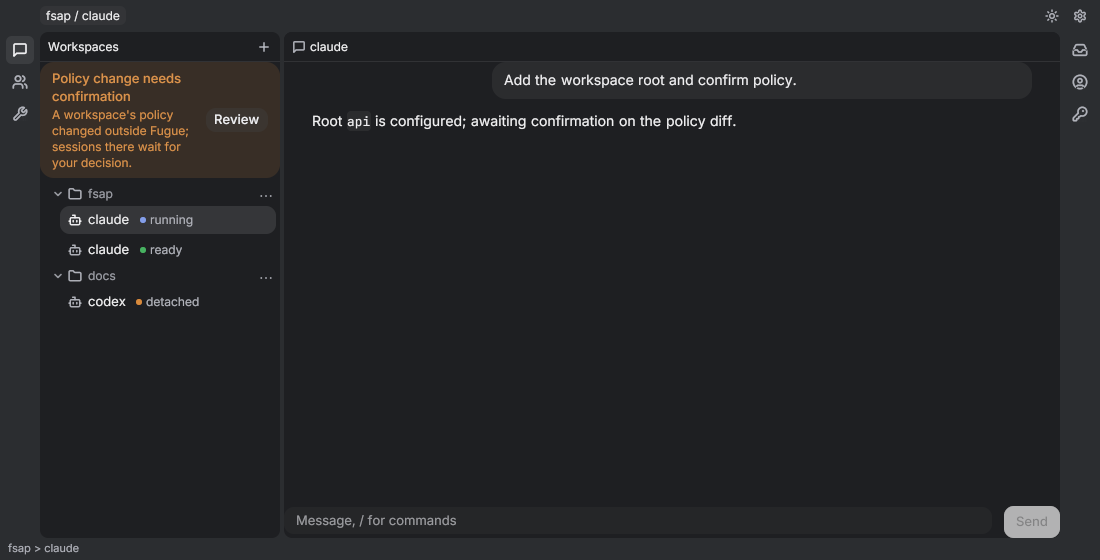 fsap / claude
Workspaces
claude
Policy change needs
confirmation
A workspace's policy
changed outside Fugue;
sessions there wait for
your decision.
Review
Add the workspace root and confirm policy.
Root api is configured; awaiting confirmation on the policy diff.
fsap
claude running
claude ready
docs
codex detached
Message, / for commands
Send
fsap > claude